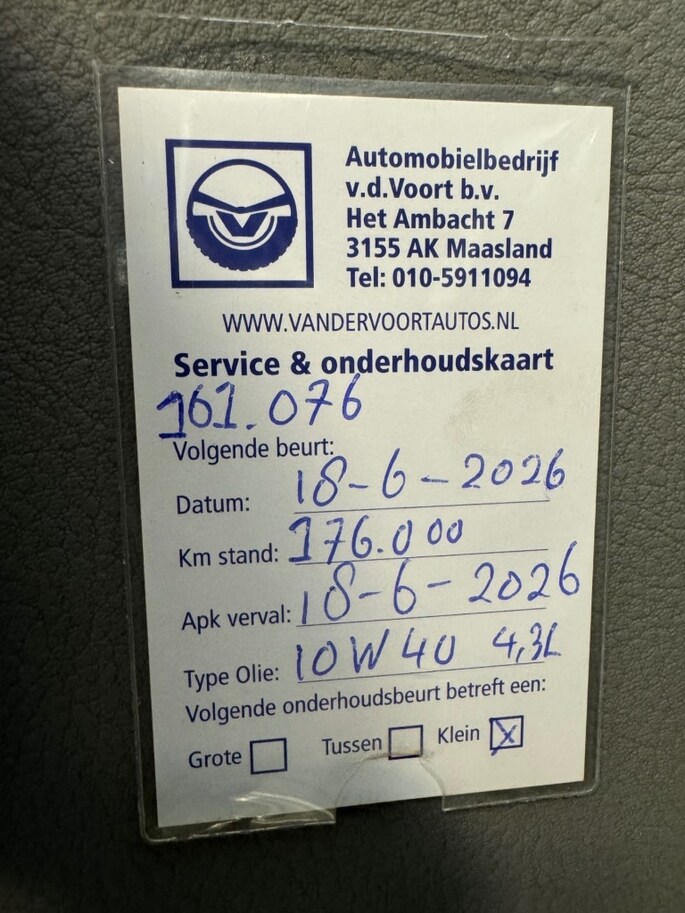 Automobielbedrijf
v.d.Voort b.v.
Het Ambacht 7
3155 AK Maasland
Tel: 010-5911094
WWW.VANDERVOORTAUTOS.NL
Service & onderhoudskaart
161.076
Volgende beurt:
Datum: 18-6-2026
Km stand: 176.000
Apk verval: 18-6-2026
Type Olie: 10W40 4,3L
Volgende onderhoudsbeurt betreft een:
Grote Tussen Klein X